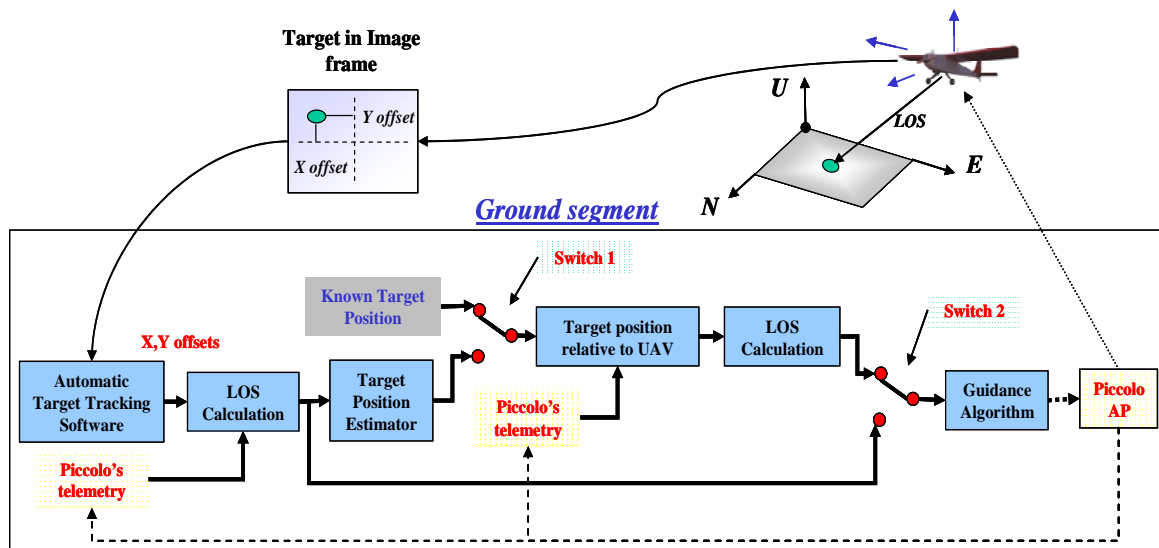 Target in Image
frame
Y offset
X offset
U
LOS
E
N
Ground segment
Switch 1
Known Target
Position
Switch 2
X,Y offsets
Target position
relative to UAV
LOS
Calculation
Automatic
Target Tracking
Software
LOS
Calculation
Target
Position
Estimator
Guidance
Algorithm
Piccolo
AP
Piccolo's
telemetry
Piccolo's
telemetry